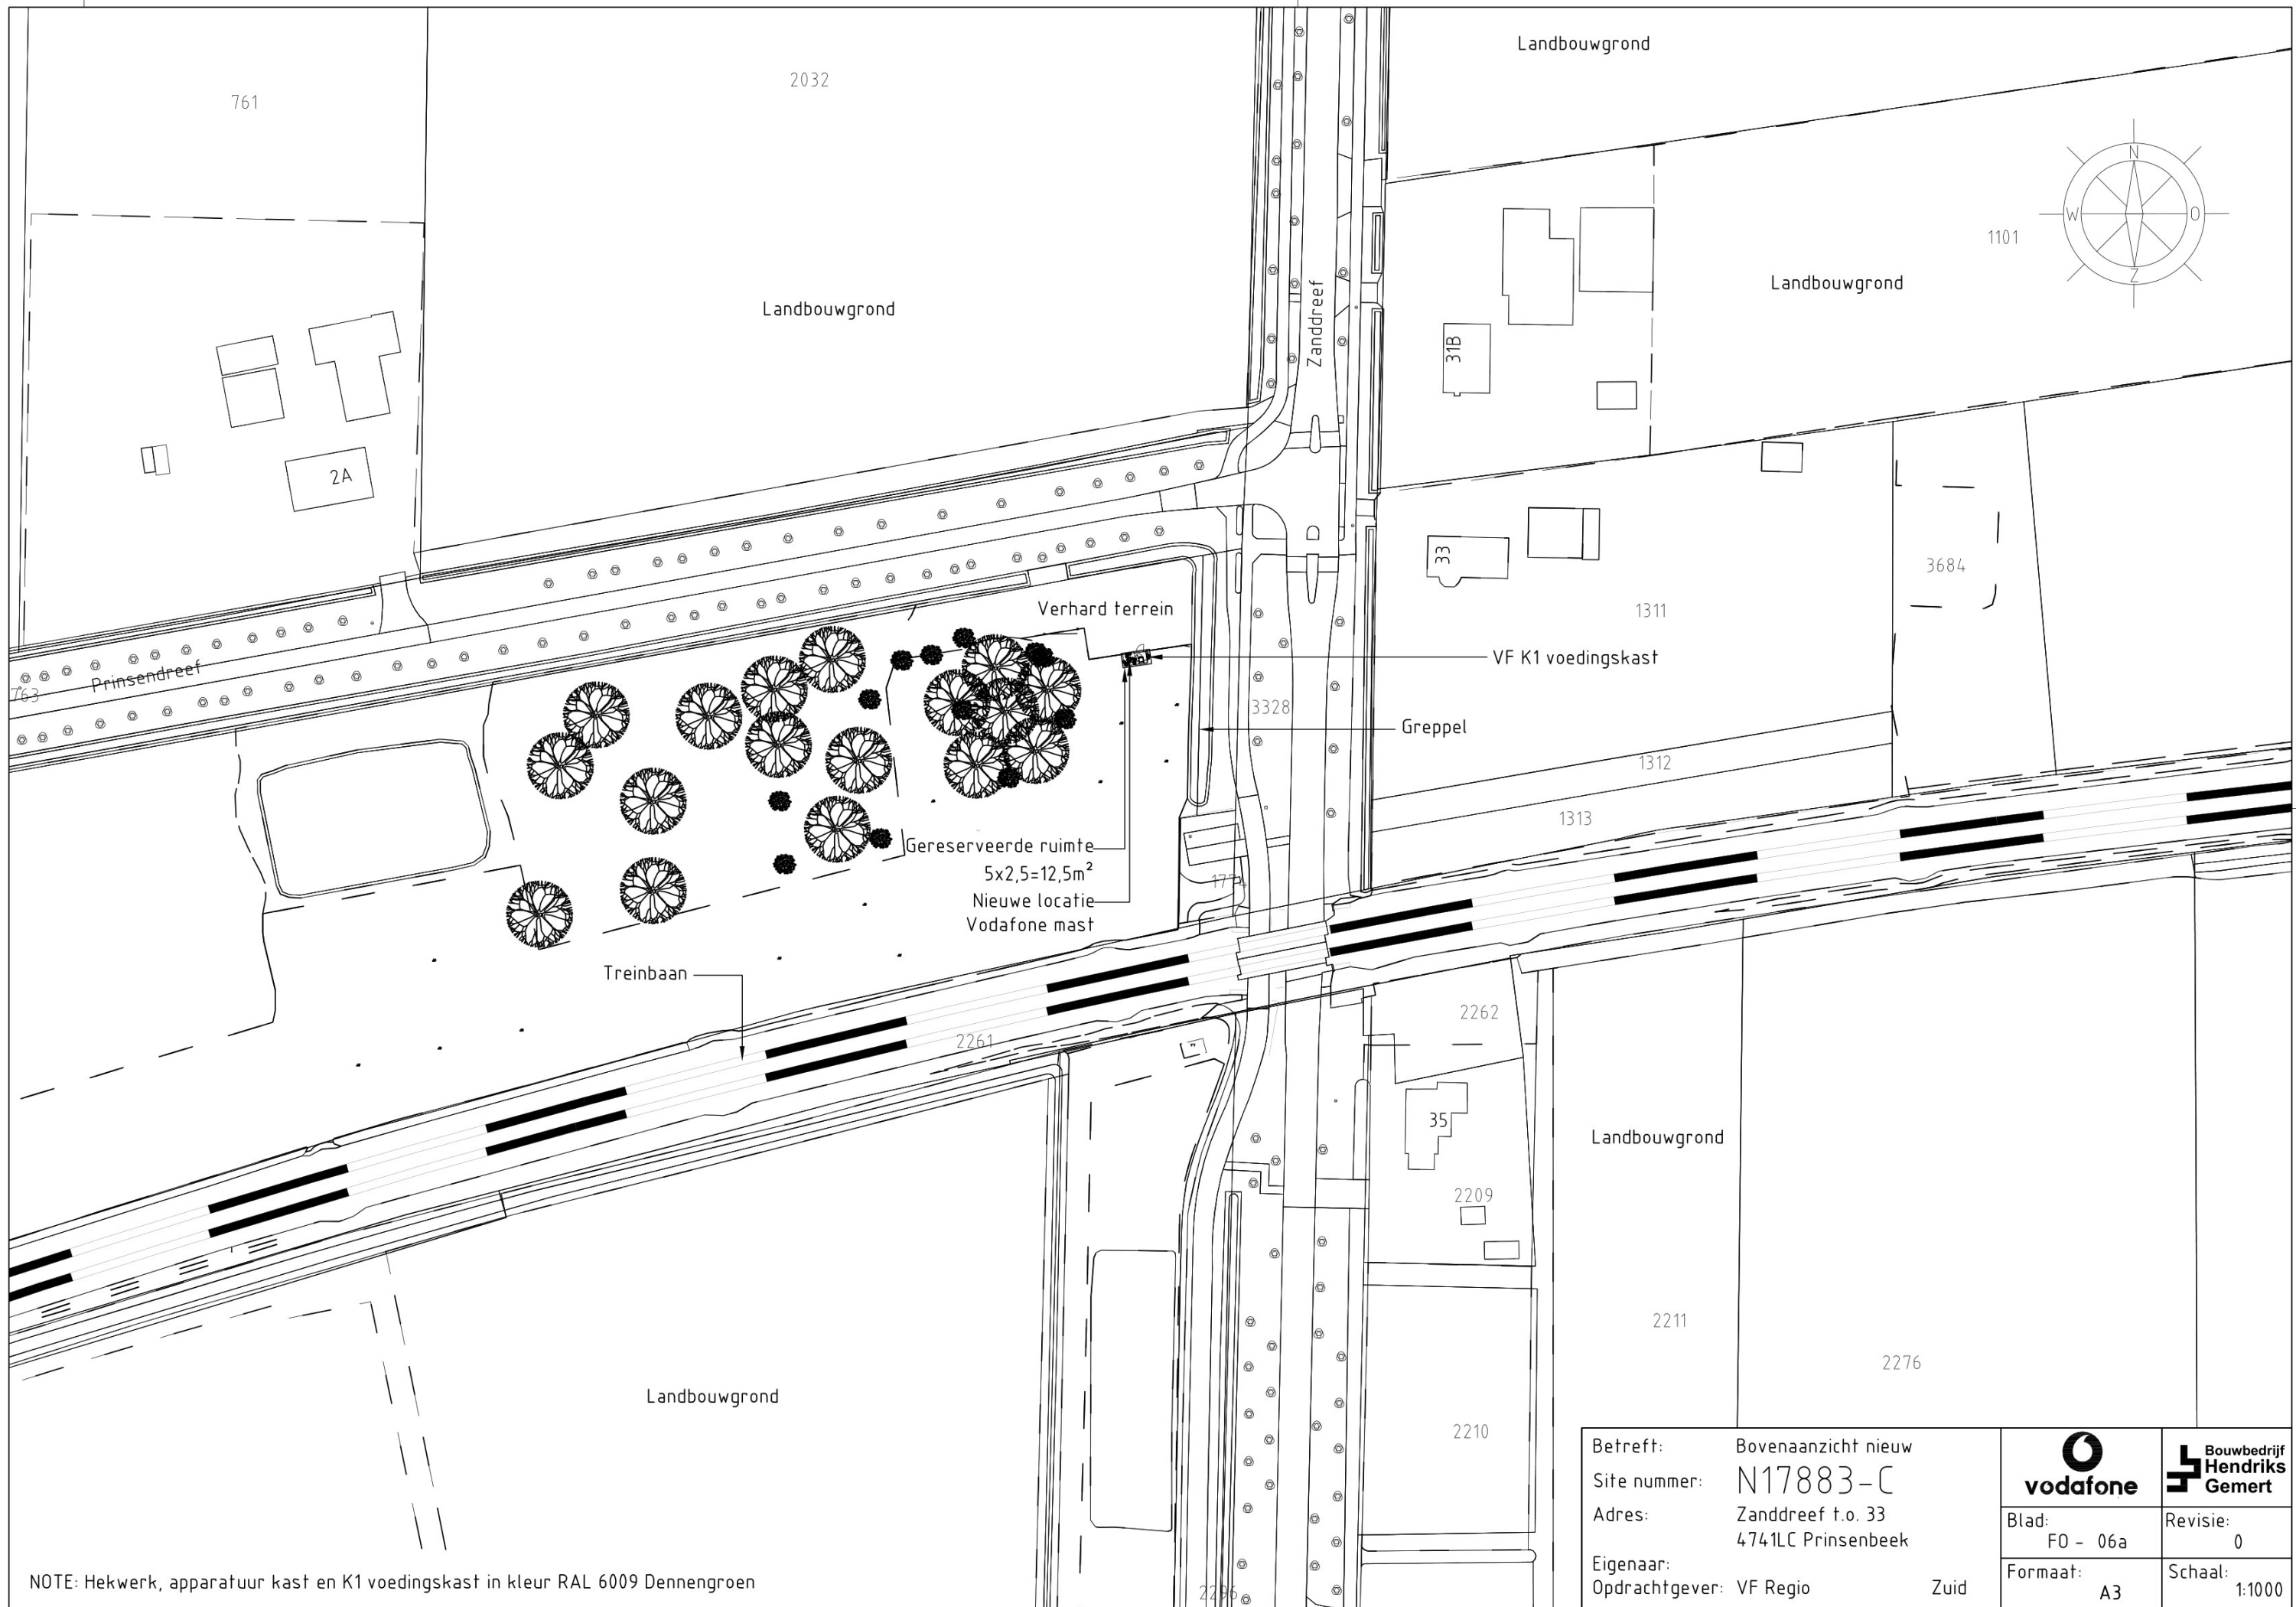 Landbouwgrond
761
2032
N
W
O
Z
1101
Landbouwgrond
Landbouwgrond
Zanddreef
31B
2A
33
3684
1311
Verhard terrein
VF K1 voedingskast
Prinsendreef
763
3328
Greppel
1312
1313
Gereserveerde ruimte
5x2,5=12,5m²
Nieuwe locatie
Vodafone mast
Treinbaan
2261
2262
35
Landbouwgrond
2209
2211
2276
Landbouwgrond
2210
2296
NOTE: Hekwerk, apparatuur kast en K1 voedingskast in kleur RAL 6009 Dennengroen
Betreft: Bovenaanzicht nieuw
Site nummer: N17883-C
Adres: Zanddreef t.o. 33
4741LC Prinsenbeek
Eigenaar:
Opdrachtgever: VF Regio Zuid
vodafone
Bouwbedrijf
Hendriks
Gemert
Blad:
FO - 06a
Revisie:
0
Formaat:
A3
Schaal:
1:1000